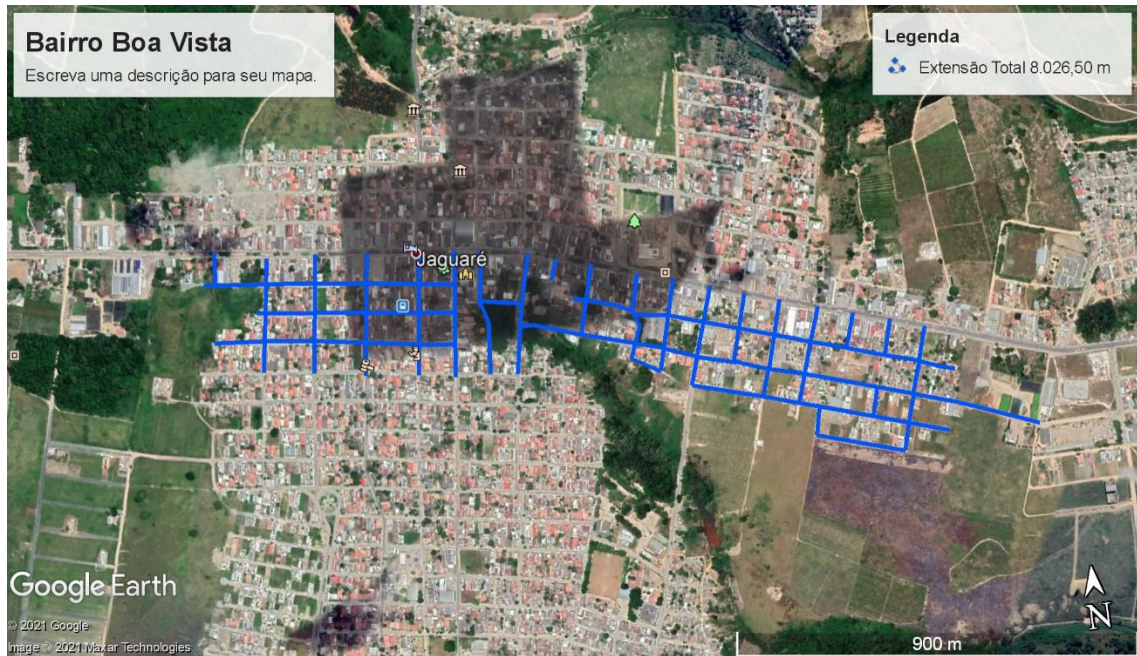 Bairro Boa Vista
Escreva uma descrição para seu mapa.
Legenda
Extensão Total 8.026,50 m
Jaguaré
Google Earth
© 2021 Google
Image © 2021 Maxar Technologies
900 m
N